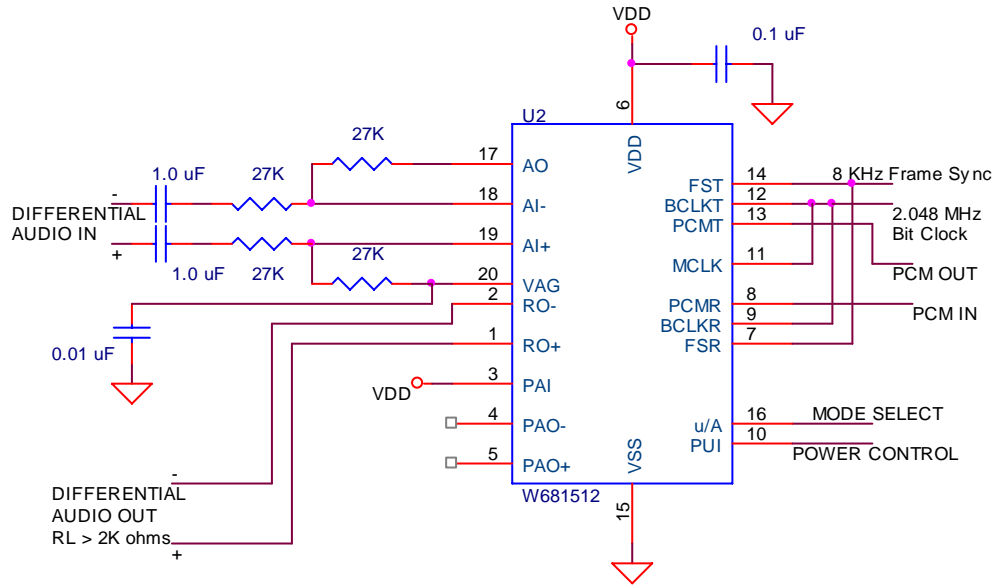 VDD
0.1 uF
6
VDD
U2
27K
17
AO
1.0 uF
27K
18
AI-
-
DIFFERENTIAL
AUDIO IN
+
19
AI+
1.0 uF
27K
27K
20
VAG
2
RO-
0.01 uF
1
RO+
VDD
3
PAI
4
PAO-
5
PAO+
-
DIFFERENTIAL
AUDIO OUT
RL > 2K ohms
+
FST
14
8 KHz Frame Sync
BCLKT
12
2.048 MHz
Bit Clock
PCMT
13
PCM OUT
MCLK
11
PCMR
8
PCM IN
BCLKR
9
FSR
7
u/A
16
MODE SELECT
PUI
10
POWER CONTROL
VSS
15
W681512